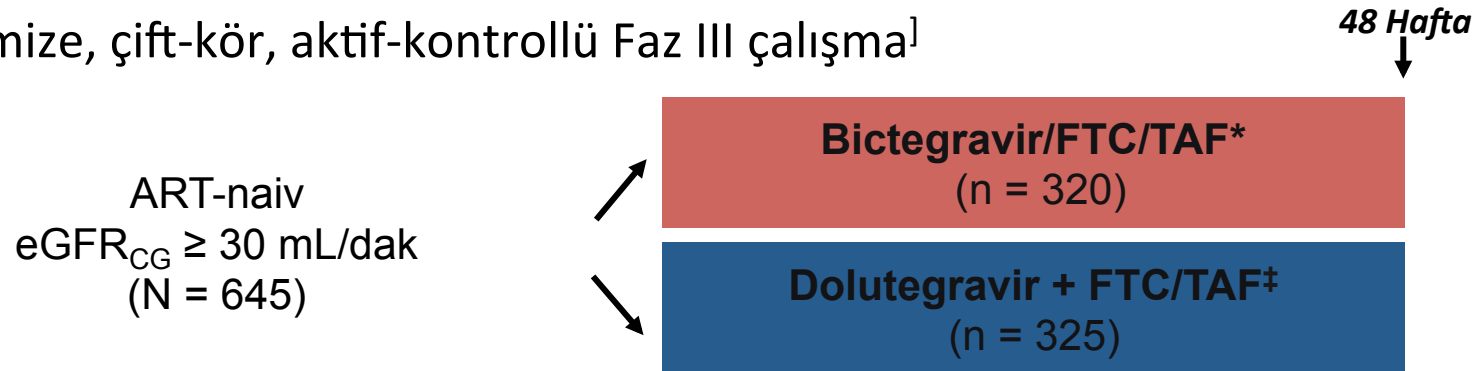 mize, çift-kör, aktif-kontrollü Faz III çalışma]
48 Hafta
ART-naiv
eGFRCG ≥ 30 mL/dak
(N = 645)
Bictegravir/FTC/TAF*
(n = 320)
Dolutegravir + FTC/TAF‡
(n = 325)